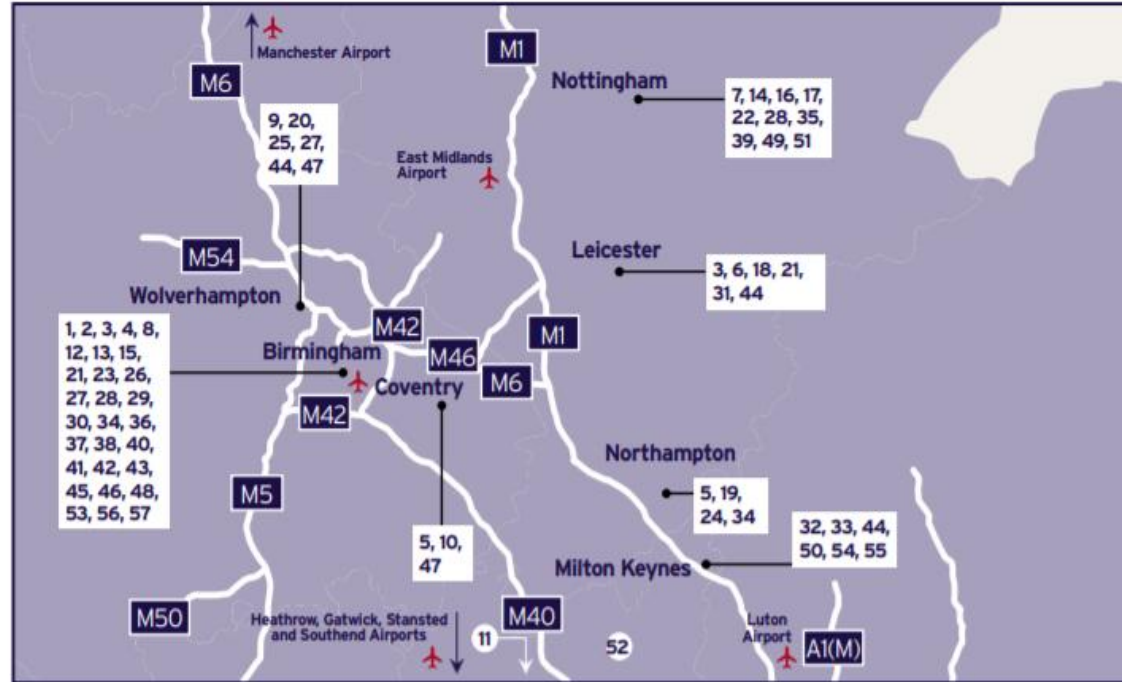 Manchester Airport
M6
M1
Nottingham
7, 14, 16, 17,
22, 28, 35,
39, 49, 51
9, 20,
25, 27,
44, 47
East Midlands
Airport
M54
Leicester
3, 6, 18, 21,
31, 44
Wolverhampton
1, 2, 3, 4, 8,
12, 13, 15,
21, 23, 26,
27, 28, 29,
30, 34, 36,
37, 38, 40,
41, 42, 43,
45, 46, 48,
53, 56, 57
M42
M1
Birmingham
M46
M6
Coventry
M42
Northampton
5, 19,
24, 34
M5
5, 10,
47
32, 33, 44,
50, 54, 55
Milton Keynes
M50
Heathrow, Gatwick, Stansted
and Southend Airports
11
M40
52
Luton
Airport
A1(M)